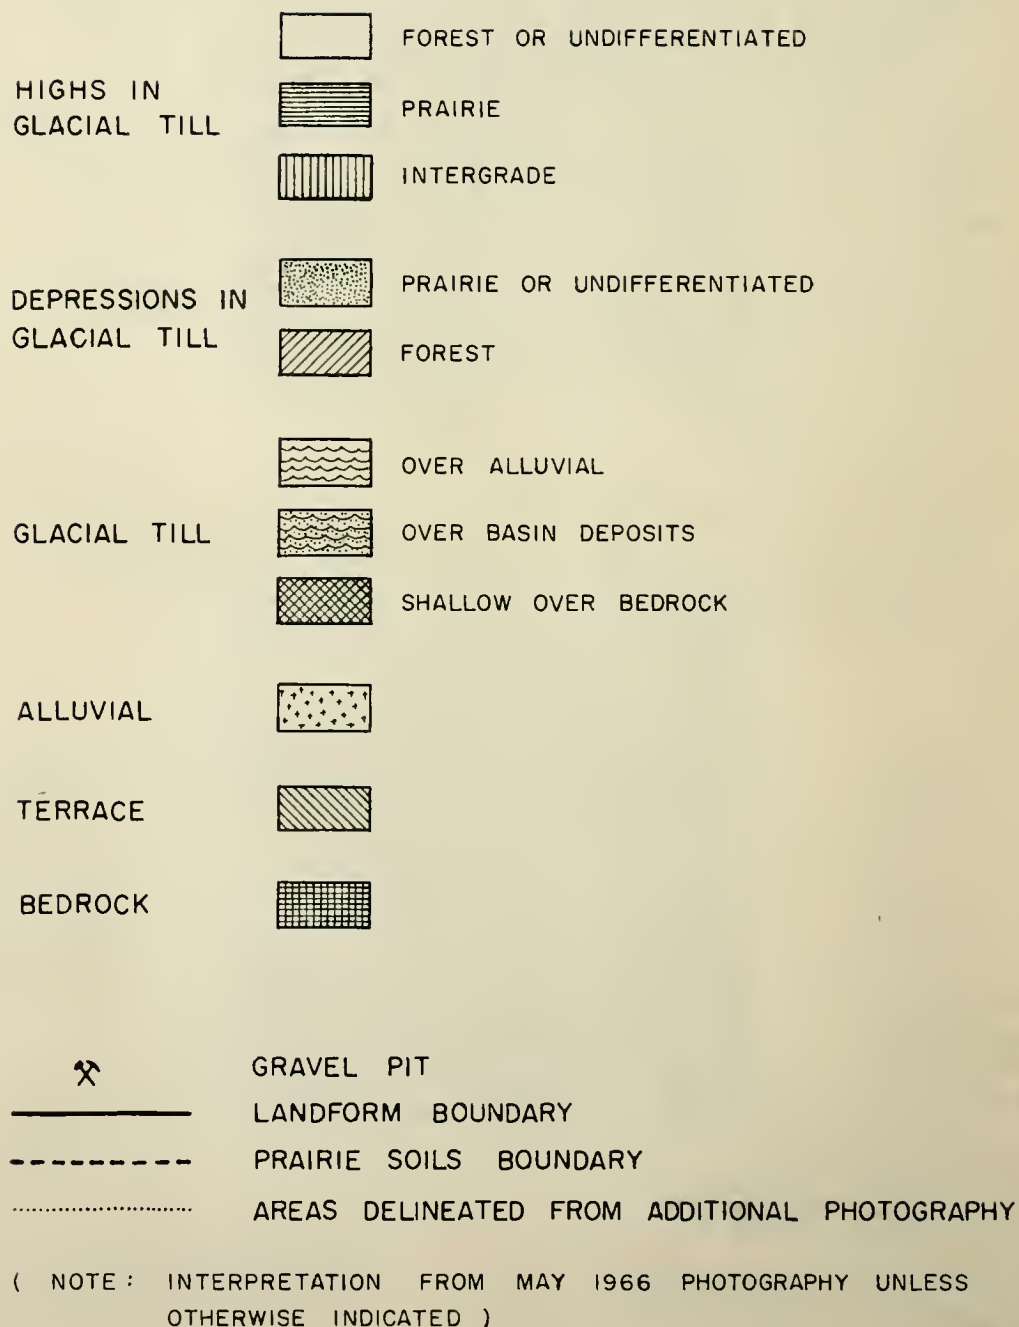 FOREST OR UNDIFFERENTIATED
HIGHS IN
GLACIAL TILL
PRAIRIE
INTERGRADE
DEPRESSIONS IN
GLACIAL TILL
PRAIRIE OR UNDIFFERENTIATED
FOREST
GLACIAL TILL
OVER ALLUVIAL
OVER BASIN DEPOSITS
SHALLOW OVER BEDROCK
ALLUVIAL
TERRACE
BEDROCK
GRAVEL PIT
LANDFORM BOUNDARY
PRAIRIE SOILS BOUNDARY
AREAS DELINEATED FROM ADDITIONAL PHOTOGRAPHY
( NOTE: INTERPRETATION FROM MAY 1966 PHOTOGRAPHY UNLESS
OTHERWISE INDICATED )